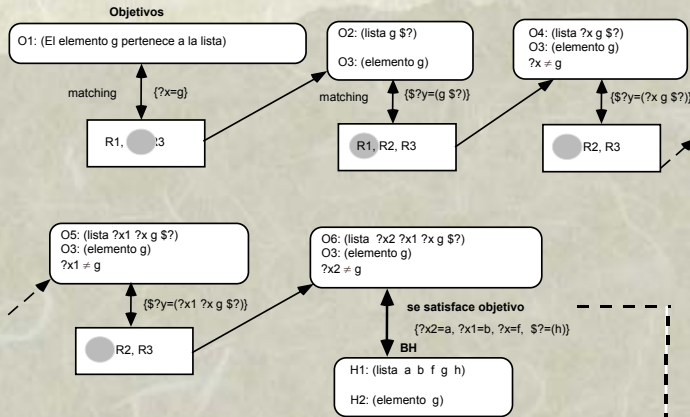 Objetivos
O1: (El elemento g pertenece a la lista)
matching {?x=g}
R1, R3
O2: (lista g $?)
O3: (elemento g)
matching {$?y=(g $?)}
R1, R2, R3
O4: (lista ?x g $?)
O3: (elemento g)
?x ≠ g
{$?y=(?x g $?)}
R2, R3
O5: (lista ?x1 ?x g $?)
O3: (elemento g)
?x1 ≠ g
{$?y=(?x1 ?x g $?)}
R2, R3
O6: (lista ?x2 ?x1 ?x g $?)
O3: (elemento g)
?x2 ≠ g
se satisface objetivo
{?x2=a, ?x1=b, ?x=f, $?=(h)}
BH
H1: (lista a b f g h)
H2: (elemento g)